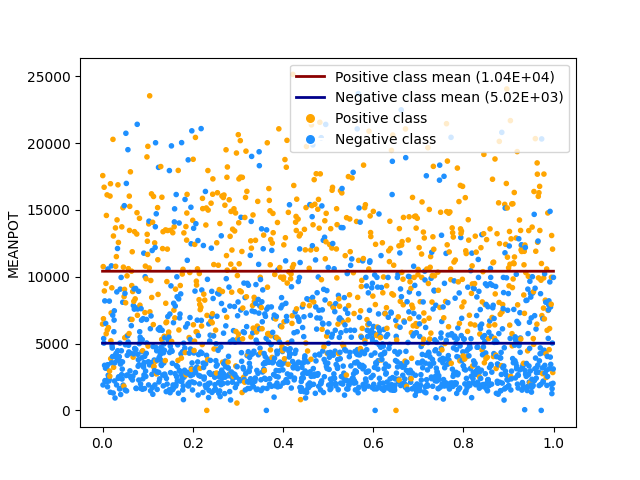 25000
20000
15000
10000
5000
0
MEANPOT
0.0 0.2 0.4 0.6 0.8 1.0
Positive class mean (1.04E+04)
Negative class mean (5.02E+03)
Positive class
Negative class